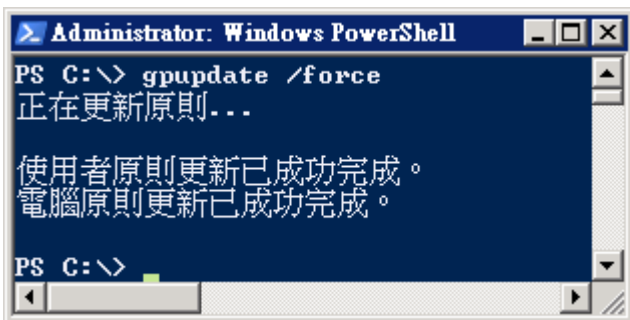 Administrator: Windows PowerShell
PS C:\> gpupdate /force
正在更新原則...
使用者原則更新已成功完成。
電腦原則更新已成功完成。
PS C:\>